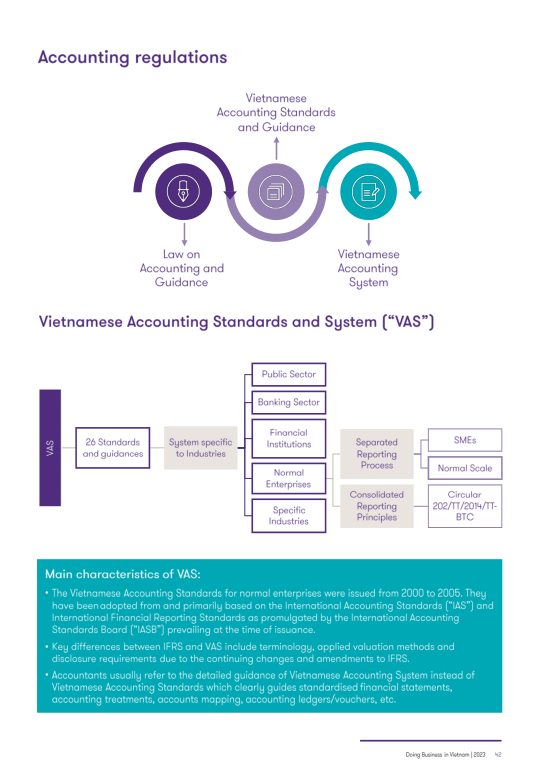 Accounting regulations
Vietnamese
Accounting Standards
and Guidance
Law on
Accounting and
Guidance
Vietnamese
Accounting
System
Vietnamese Accounting Standards and System (“VAS”)
VAS
26 Standards
and guidances
System specific
to Industries
Public Sector
Banking Sector
Financial
Institutions
Normal
Enterprises
Specific
Industries
Separated
Reporting
Process
Consolidated
Reporting
Principles
SMEs
Normal Scale
Circular
202/TT/2014/TT-
BTC
Main characteristics of VAS:
• The Vietnamese Accounting Standards for normal enterprises were issued from 2000 to 2005. They
have been adopted from and primarily based on the International Accounting Standards (“IAS”) and
International Financial Reporting Standards as promulgated by the International Accounting
Standards Board (“IASB”) prevailing at the time of issuance.
• Key differences between IFRS and VAS include terminology, applied valuation methods and
disclosure requirements due to the continuing changes and amendments to IFRS.
• Accountants usually refer to the detailed guidance of Vietnamese Accounting System instead of
Vietnamese Accounting Standards which clearly guides standardised financial statements,
accounting treatments, accounts mapping, accounting ledgers/vouchers, etc.
Doing Business in Vietnam | 2023 42